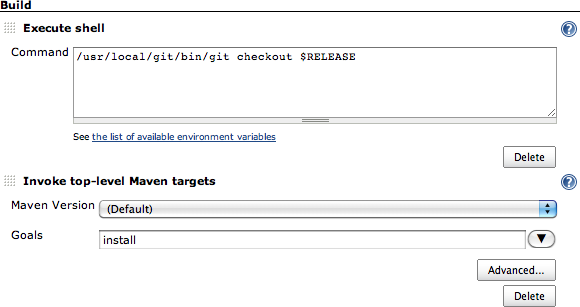 Build
Execute shell
Command
/usr/local/git/bin/git checkout $RELEASE
See the list of available environment variables
Delete
Invoke top-level Maven targets
Maven Version (Default)
Goals install
Advanced...
Delete